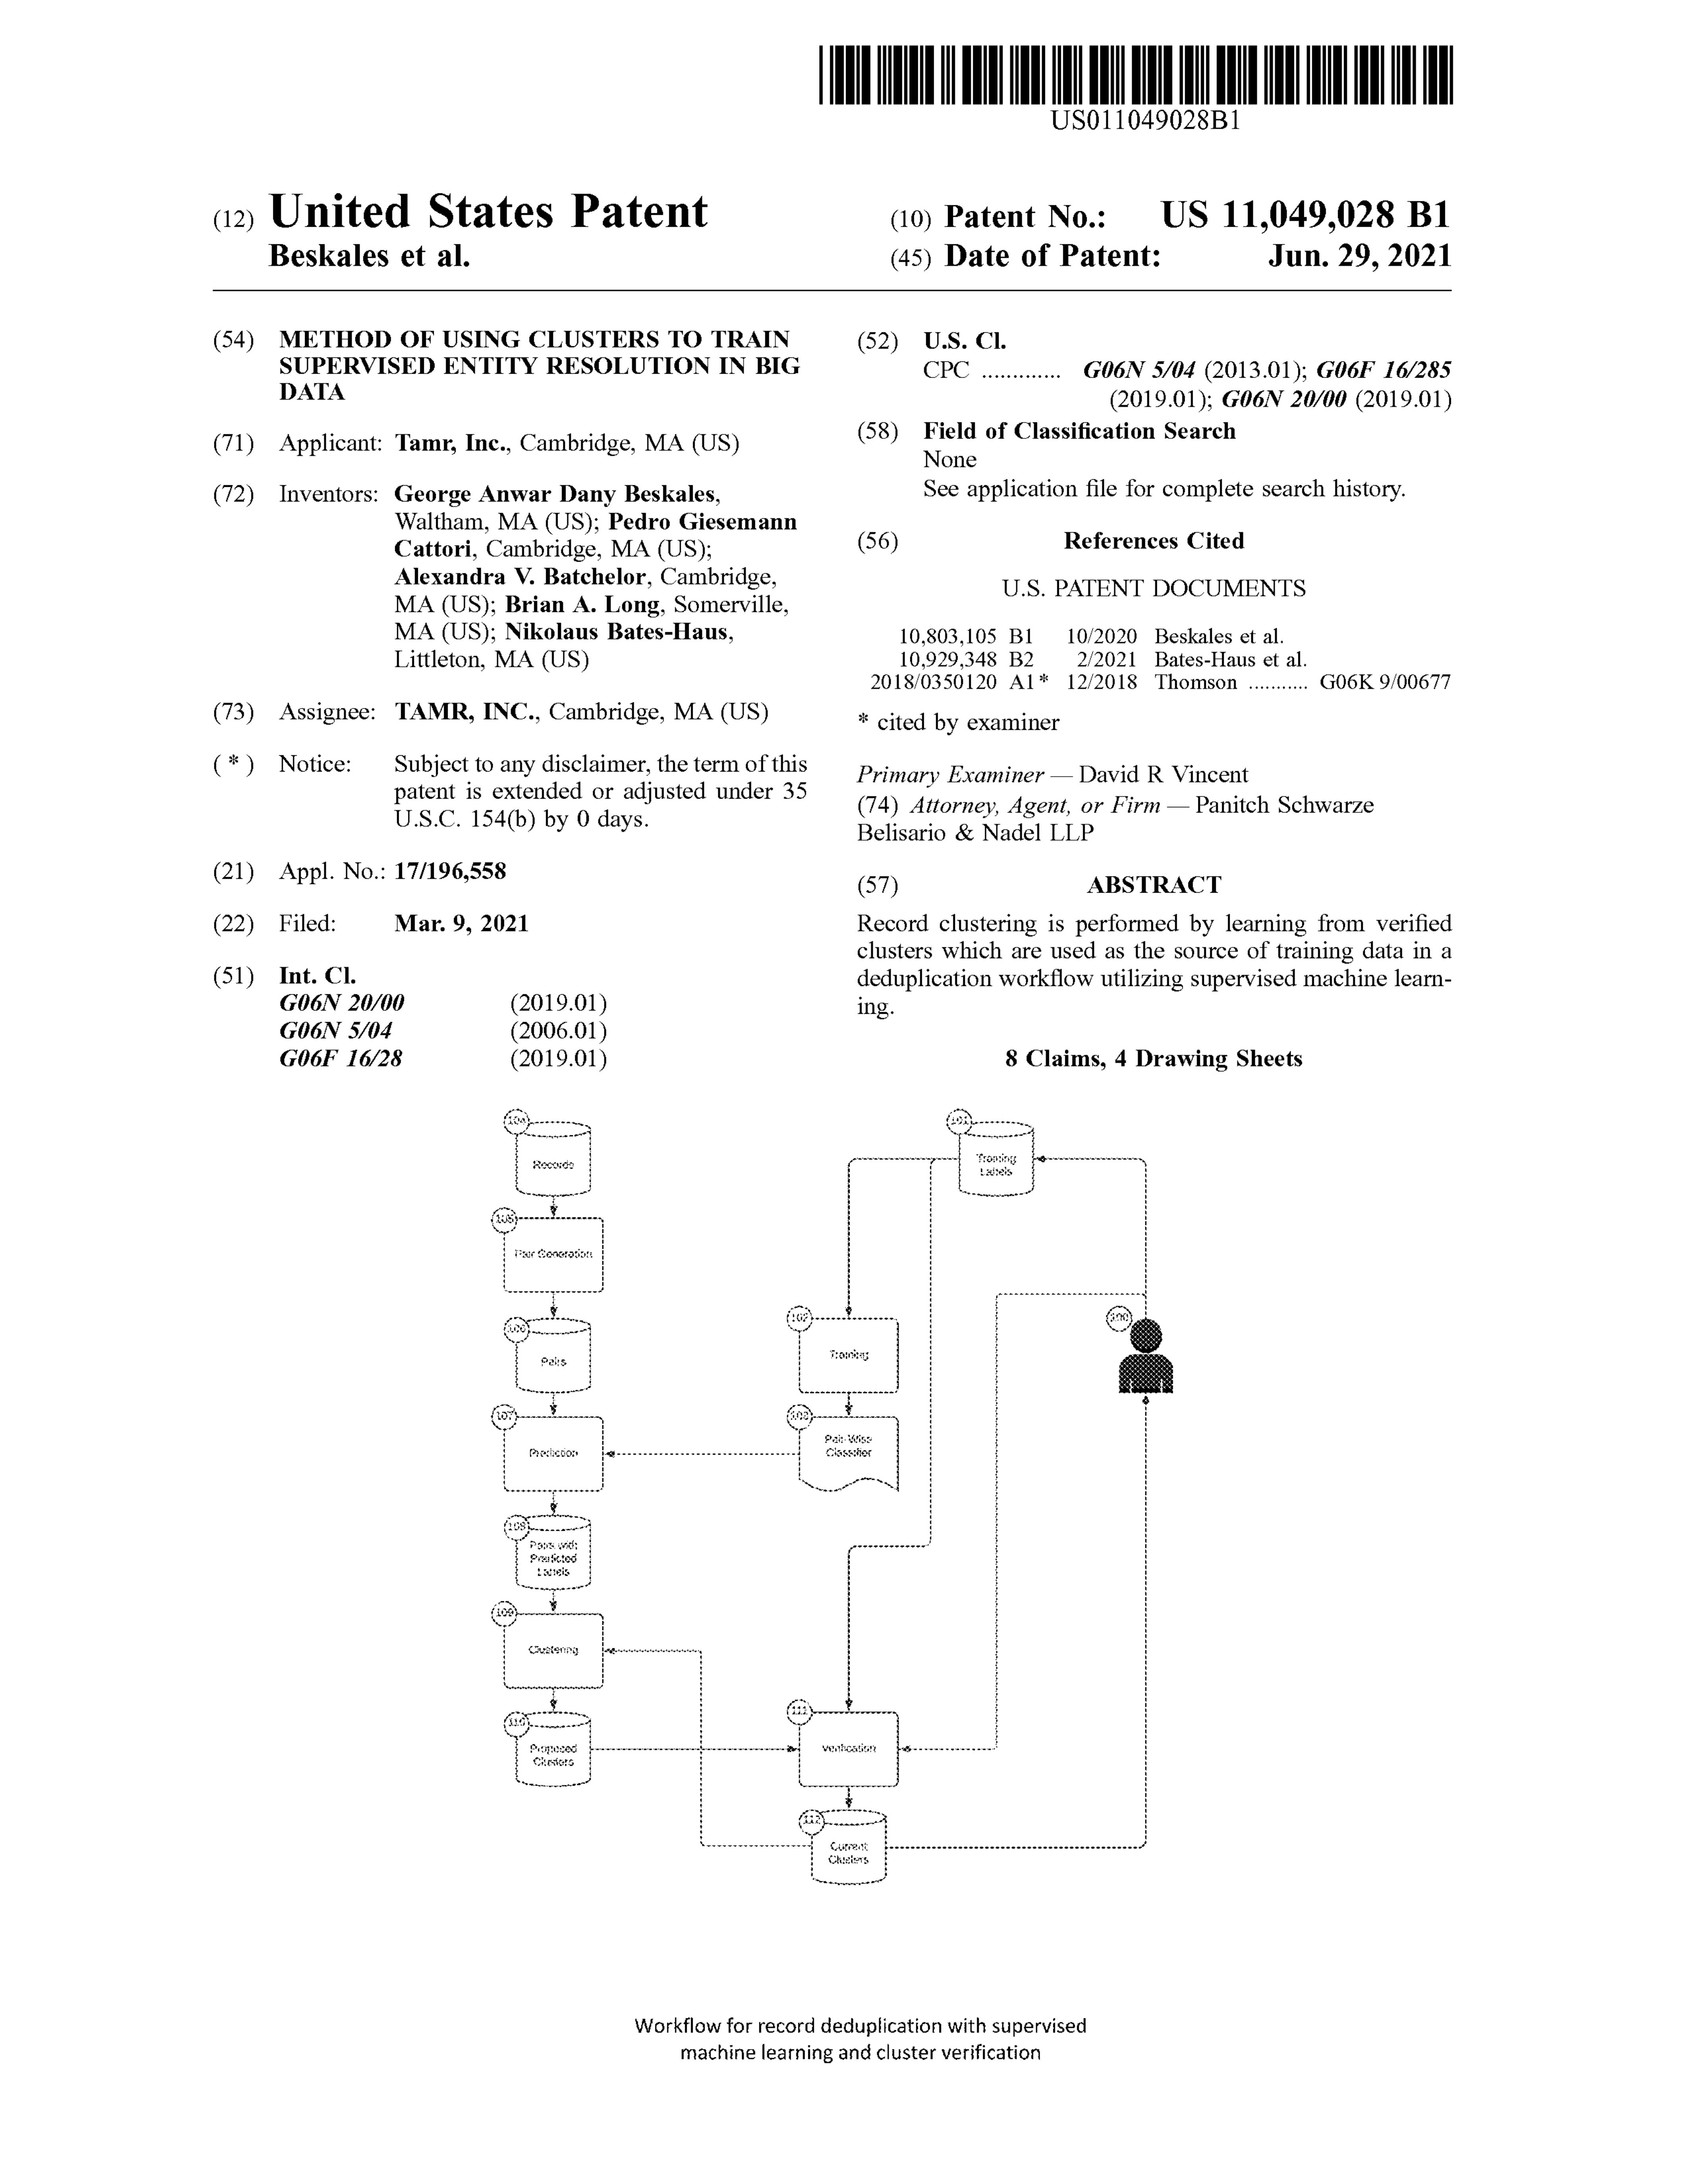 US011049028B1
(12) United States Patent
Beskales et al.
(10) Patent No.: US 11,049,028 B1
(45) Date of Patent: Jun. 29, 2021
(54) METHOD OF USING CLUSTERS TO TRAIN
SUPERVISED ENTITY RESOLUTION IN BIG
DATA
(71) Applicant: Tamr, Inc., Cambridge, MA (US)
(72) Inventors: George Anwar Dany Beskales,
Waltham, MA (US); Pedro Giesemann
Cattori, Cambridge, MA (US);
Alexandra V. Batchelor, Cambridge,
MA (US); Brian A. Long, Somerville,
MA (US); Nikolaus Bates-Haus,
Littleton, MA (US)
(73) Assignee: TAMR, INC., Cambridge, MA (US)
( * ) Notice: Subject to any disclaimer, the term of this
patent is extended or adjusted under 35
U.S.C. 154(b) by 0 days.
(21) Appl. No.: 17/196,558
(22) Filed: Mar. 9, 2021
(51) Int. Cl.
G06N 20/00 (2019.01)
G06N 5/04 (2006.01)
G06F 16/28 (2019.01)
(52) U.S. Cl.
CPC ............ G06N 5/04 (2013.01); G06F 16/285
(2019.01); G06N 20/00 (2019.01)
(58) Field of Classification Search
None
See application file for complete search history.
(56) References Cited
U.S. PATENT DOCUMENTS
10,803,105 B1 10/2020 Beskales et al.
10,929,348 B2 2/2021 Bates-Haus et al.
2018/0350120 A1* 12/2018 Thomson .......... G06K 9/00677
* cited by examiner
Primary Examiner — David R Vincent
(74) Attorney, Agent, or Firm — Panitch Schwarze
Belisario & Nadel LLP
(57) ABSTRACT
Record clustering is performed by learning from verified
clusters which are used as the source of training data in a
deduplication workflow utilizing supervised machine learn-
ing.
8 Claims, 4 Drawing Sheets
104
Records
105
Pair Generation
106
Pairs
107
Prediction
108
Pairs with
Predicted
Labels
109
Clustering
110
Proposed
Clusters
101
Training
Labels
102
Training
103
Pair-Wise
Classifier
111
Verification
112
Current
Clusters
Workflow for record deduplication with supervised
machine learning and cluster verification